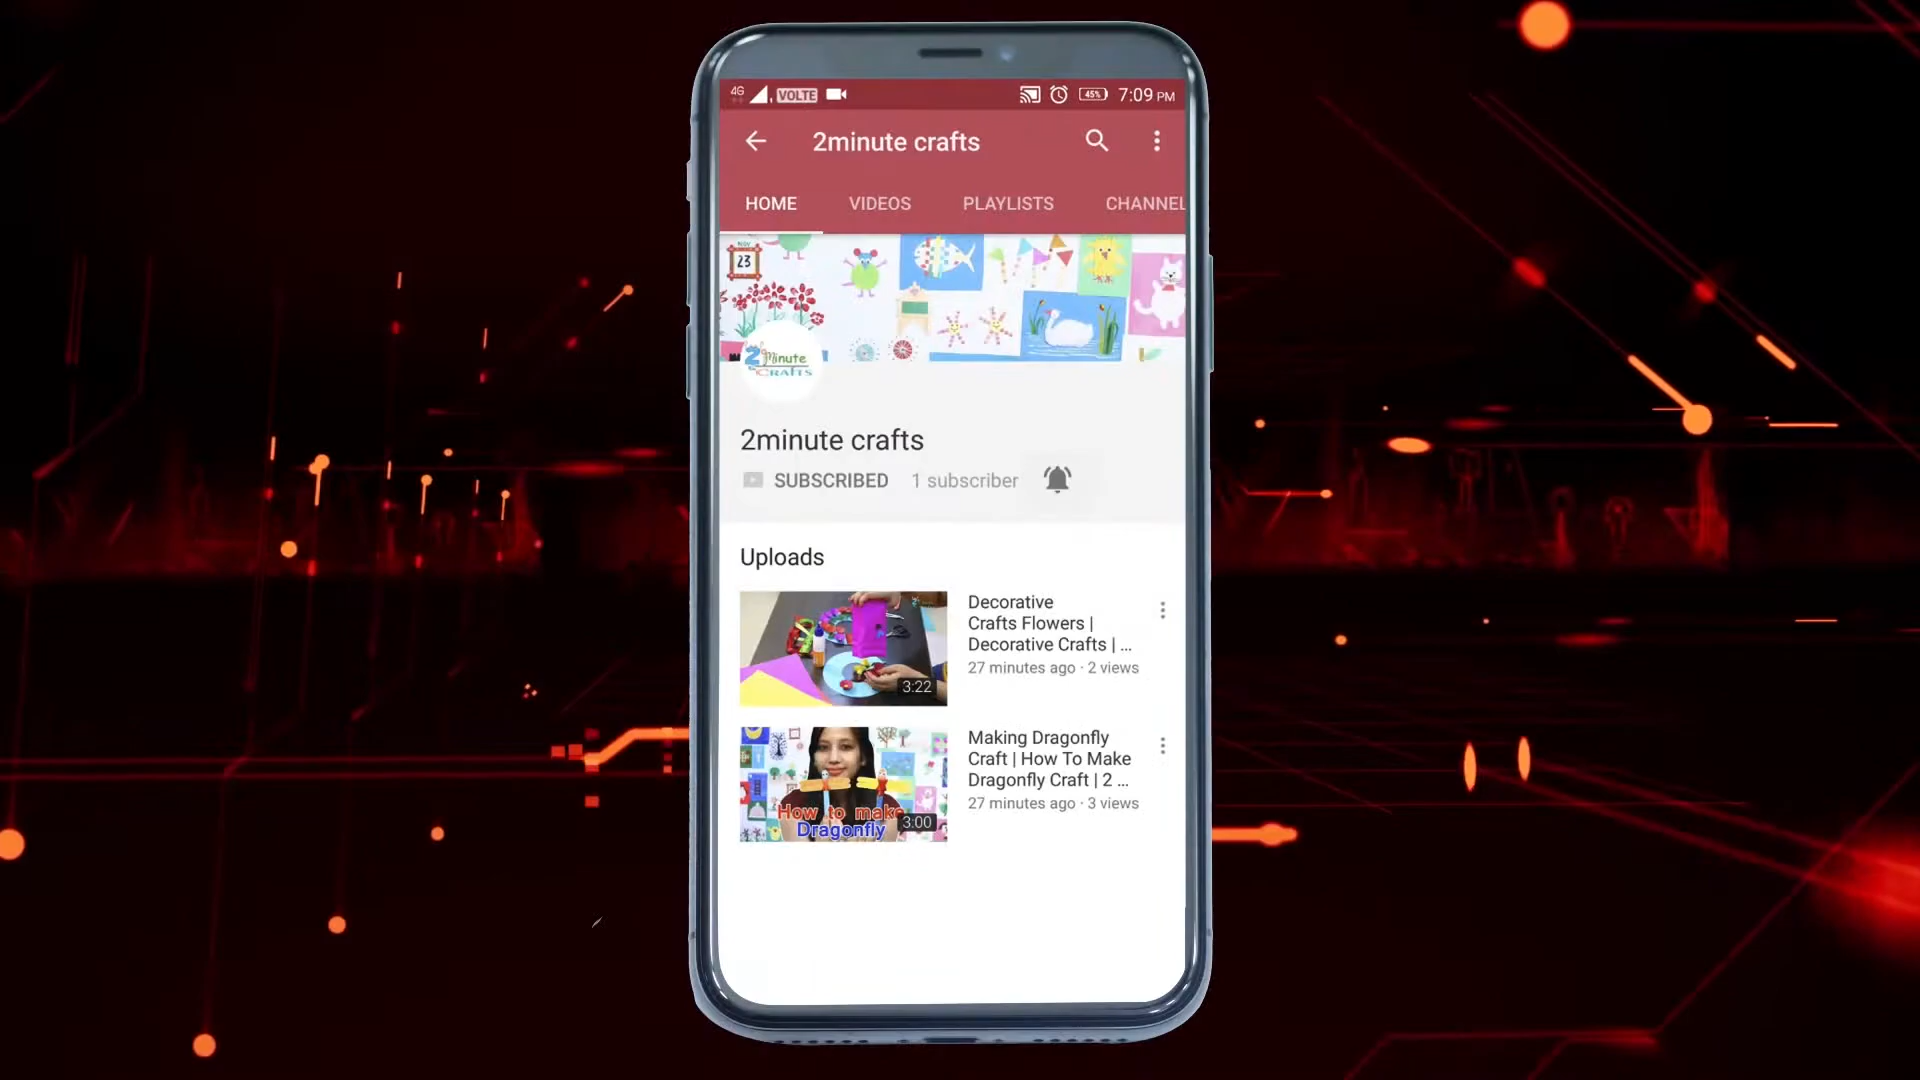 4G VOLTE 45% 7:09 PM
2minute crafts
HOME VIDEOS PLAYLISTS CHANNEL
NOV
23
2 Minute
CRAFTS
2minute crafts
SUBSCRIBED 1 subscriber
Uploads
Decorative
Crafts Flowers |
Decorative Crafts | ...
27 minutes ago · 2 views
3:22
Making Dragonfly
Craft | How To Make
Dragonfly Craft | 2 ...
27 minutes ago · 3 views
How to make
Dragonfly
3:00